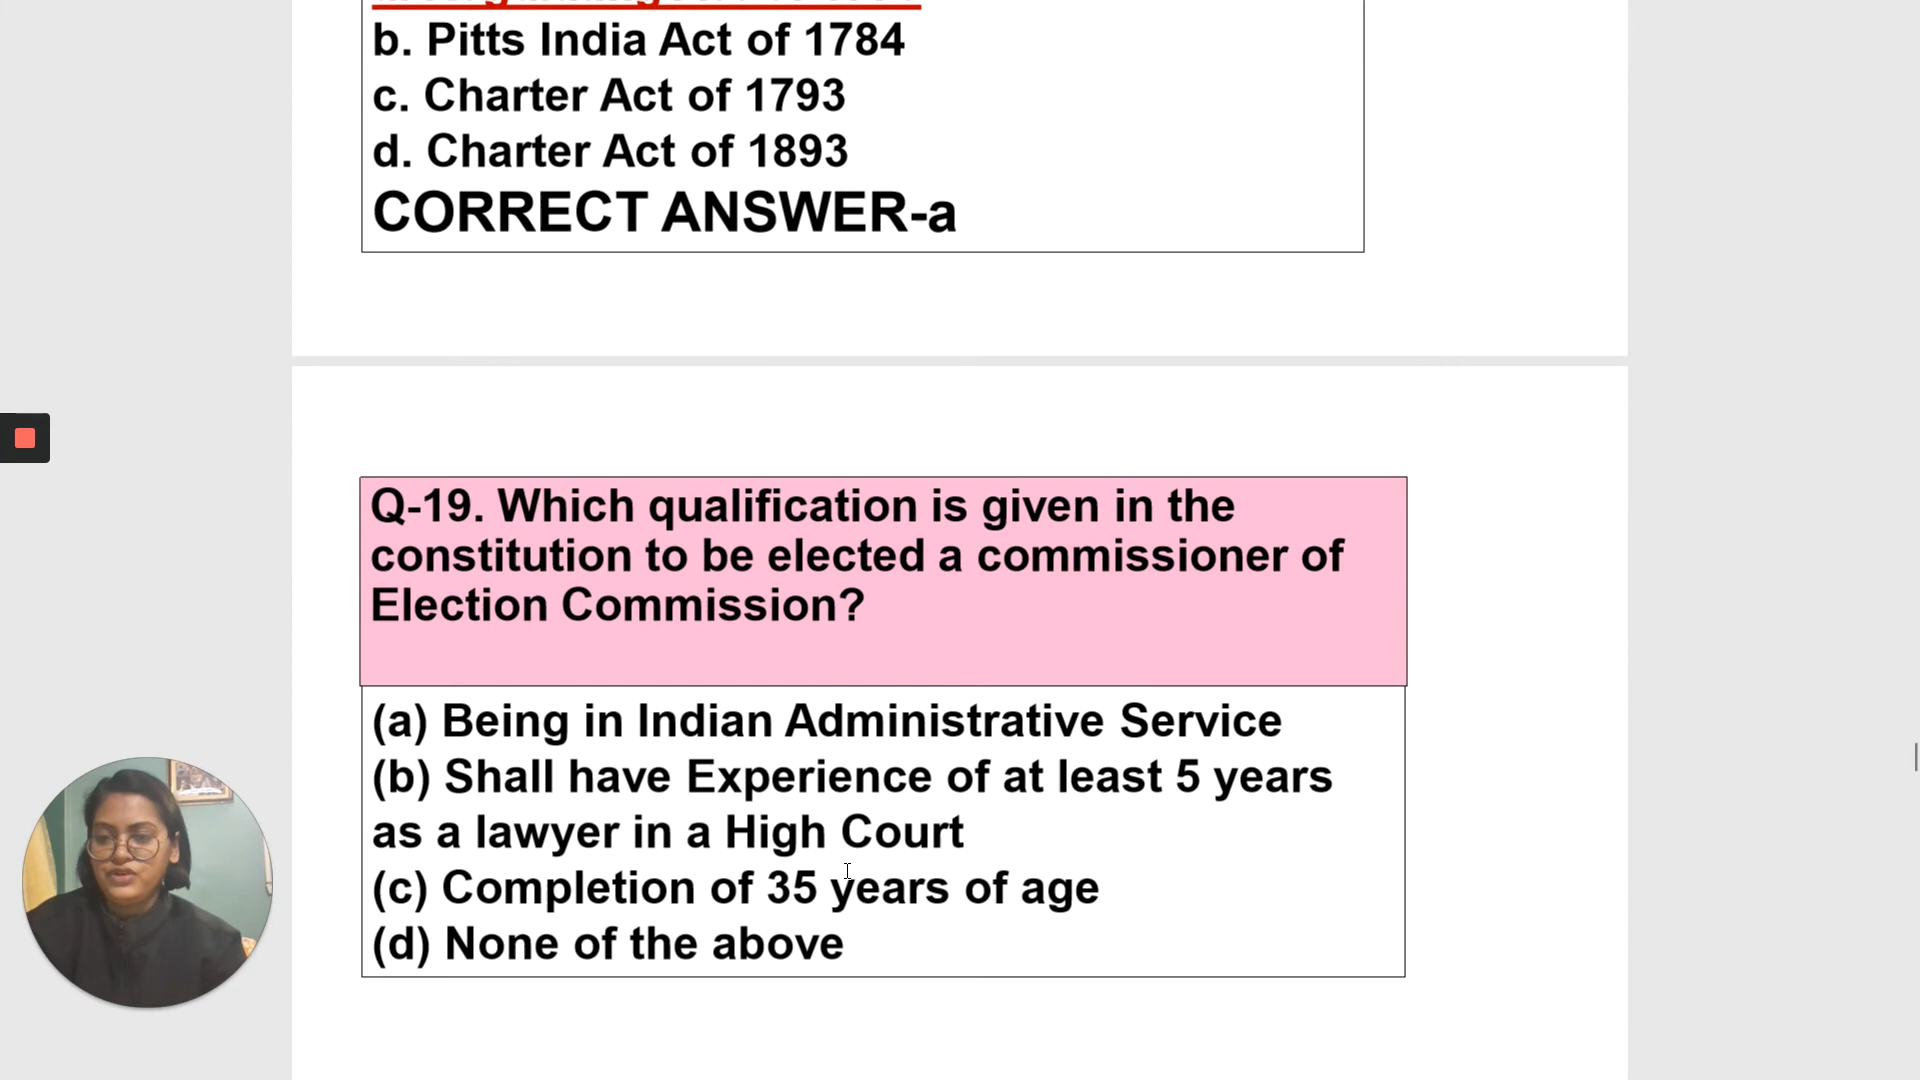 b. Pitts India Act of 1784
c. Charter Act of 1793
d. Charter Act of 1893
CORRECT ANSWER-a
Q-19. Which qualification is given in the
constitution to be elected a commissioner of
Election Commission?
(a) Being in Indian Administrative Service
(b) Shall have Experience of at least 5 years
as a lawyer in a High Court
(c) Completion of 35 years of age
(d) None of the above